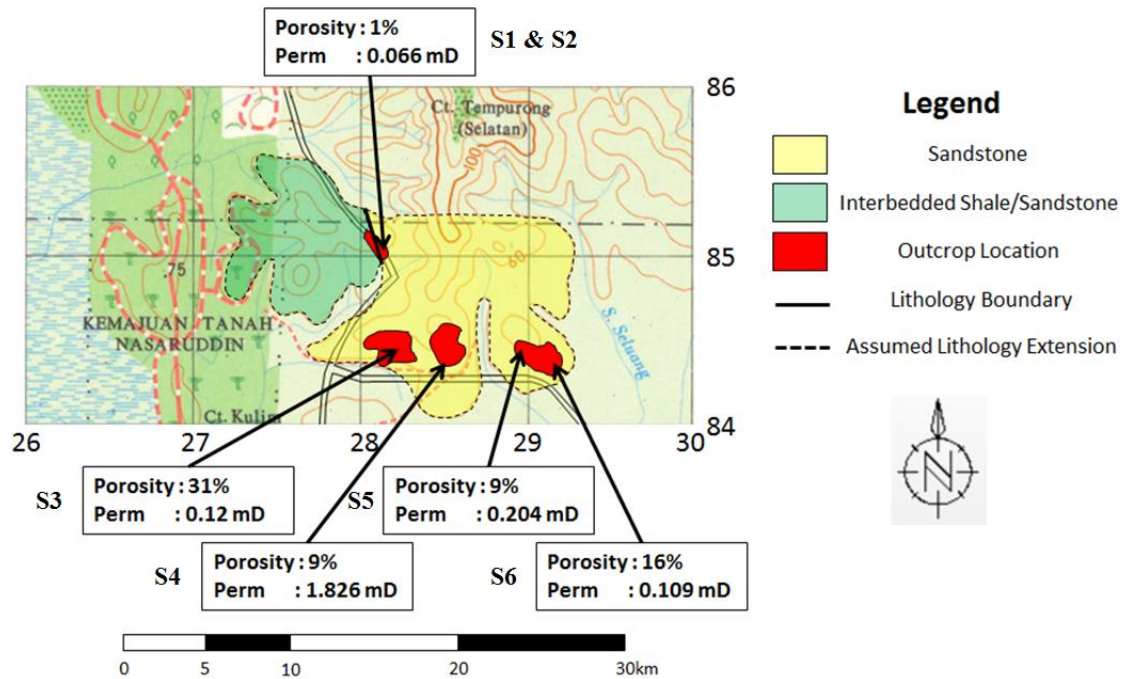 Porosity : 1%
Perm : 0.066 mD
S1 & S2
86
Ct. Tempurong
(Selatan)
100
Legend
Sandstone
Interbedded Shale/Sandstone
Outcrop Location
Lithology Boundary
Assumed Lithology Extension
85
60
.75
KEMAJUAN TANAH
NASARUDDIN
S. Seluang
Ct. Kulim
84
26
27
28
29
30
N
S3
Porosity : 31%
Perm : 0.12 mD
S5
Porosity : 9%
Perm : 0.204 mD
S4
Porosity : 9%
Perm : 1.826 mD
S6
Porosity : 16%
Perm : 0.109 mD
0
5
10
20
30km